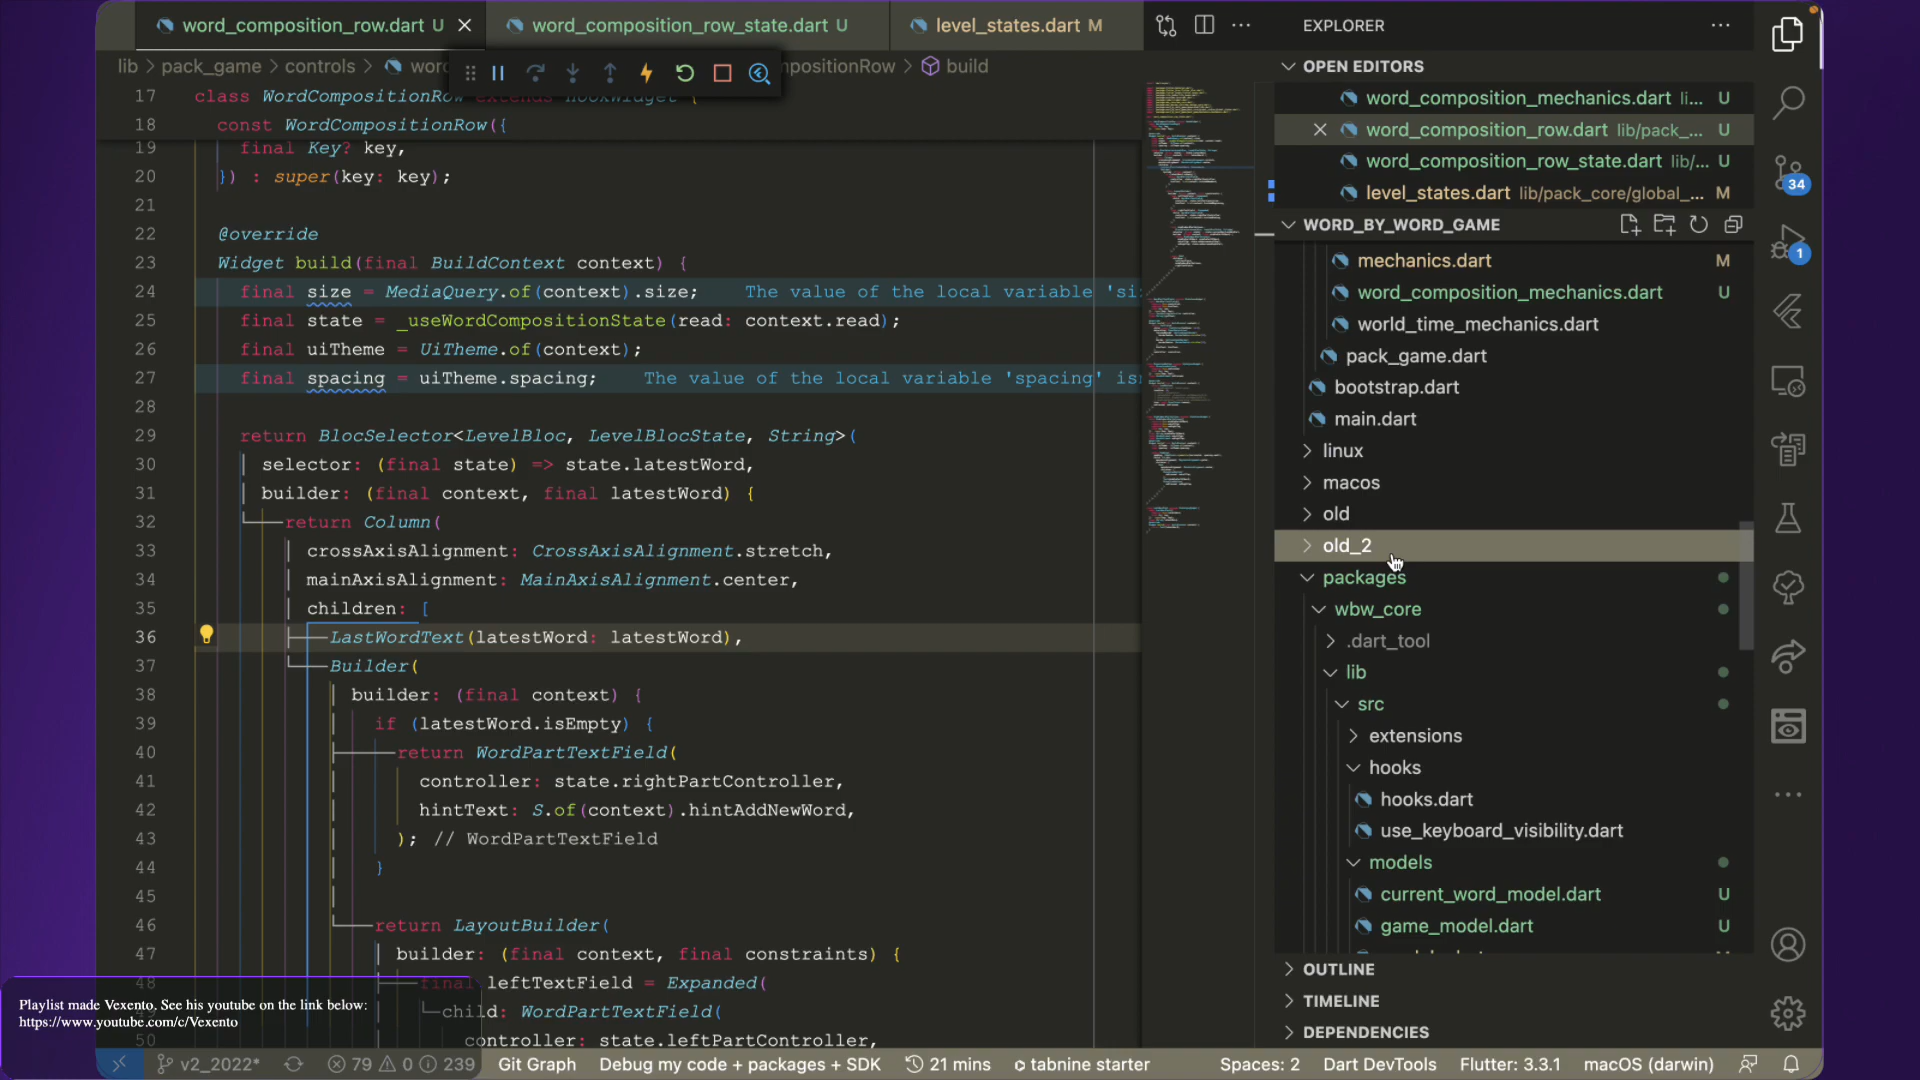 word_composition_row.dart U
word_composition_row_state.dart U
level_states.dart M
lib > pack_game > controls >
> build
EXPLORER
OPEN EDITORS
word_composition_mechanics.dart li... U
word_composition_row.dart lib/pack_... U
word_composition_row_state.dart lib/... U
level_states.dart lib/pack_core/global_... M
WORD_BY_WORD_GAME
mechanics.dart M
word_composition_mechanics.dart U
world_time_mechanics.dart
pack_game.dart
bootstrap.dart
main.dart
linux
macos
old
old_2
packages
wbw_core
.dart_tool
lib
src
extensions
hooks
hooks.dart
use_keyboard_visibility.dart
models
current_word_model.dart U
game_model.dart U
OUTLINE
TIMELINE
DEPENDENCIES
34
1
17 class WordCompositionRow extends HookWidget {
18 const WordCompositionRow({
19 final Key? key,
20 }) : super(key: key);
21
22 @override
23 Widget build(final BuildContext context) {
24 final size = MediaQuery.of(context).size; The value of the local variable 'si
25 final state = _useWordCompositionState(read: context.read);
26 final uiTheme = UiTheme.of(context);
27 final spacing = uiTheme.spacing; The value of the local variable 'spacing' is
28
29 return BlocSelector<LevelBloc, LevelBlocState, String>(
30 selector: (final state) => state.latestWord,
31 builder: (final context, final latestWord) {
32 return Column(
33 crossAxisAlignment: CrossAxisAlignment.stretch,
34 mainAxisAlignment: MainAxisAlignment.center,
35 children: [
36 LastWordText(latestWord: latestWord),
37 Builder(
38 builder: (final context) {
39 if (latestWord.isEmpty) {
40 return WordPartTextField(
41 controller: state.rightPartController,
42 hintText: S.of(context).hintAddNewWord,
43 ); // WordPartTextField
44 }
45
46 return LayoutBuilder(
47 builder: (final context, final constraints) {
48 final leftTextField = Expanded(
child: WordPartTextField(
50 controller: state.leftPartController,
Playlist made Vexento. See his youtube on the link below:
https://www.youtube.com/c/Vexento
v2_2022* 79 0 239 Git Graph Debug my code + packages + SDK 21 mins tabnine starter Spaces: 2 Dart DevTools Flutter: 3.3.1 macOS (darwin)